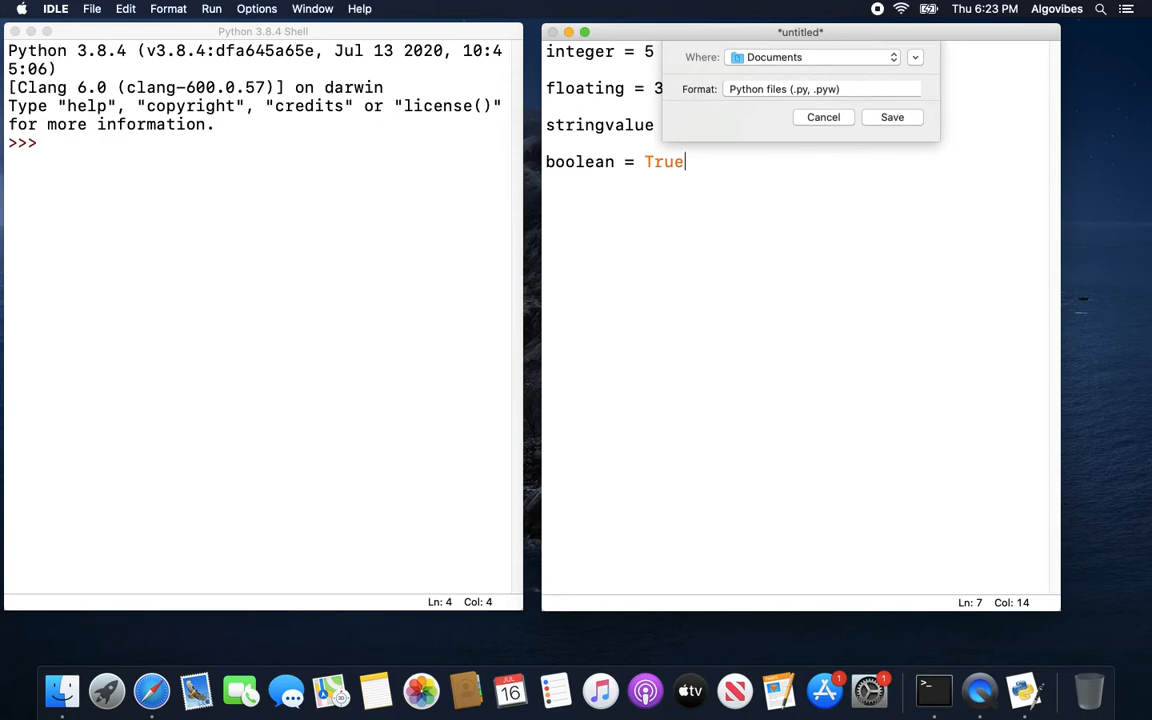 IDLE File Edit Format Run Options Window Help Thu 6:23 PM Algovibes
Python 3.8.4 Shell
Python 3.8.4 (v3.8.4:dfa645a65e, Jul 13 2020, 10:4
5:06)
[Clang 6.0 (clang-600.0.57)] on darwin
Type "help", "copyright", "credits" or "license()"
for more information.
>>>
Ln: 4 Col: 4
*untitled*
integer = 5
floating = 3
stringvalue
boolean = True
Where: Documents
Format: Python files (.py, .pyw)
Cancel Save
Ln: 7 Col: 14
JUL
16
tv
1
1
>_